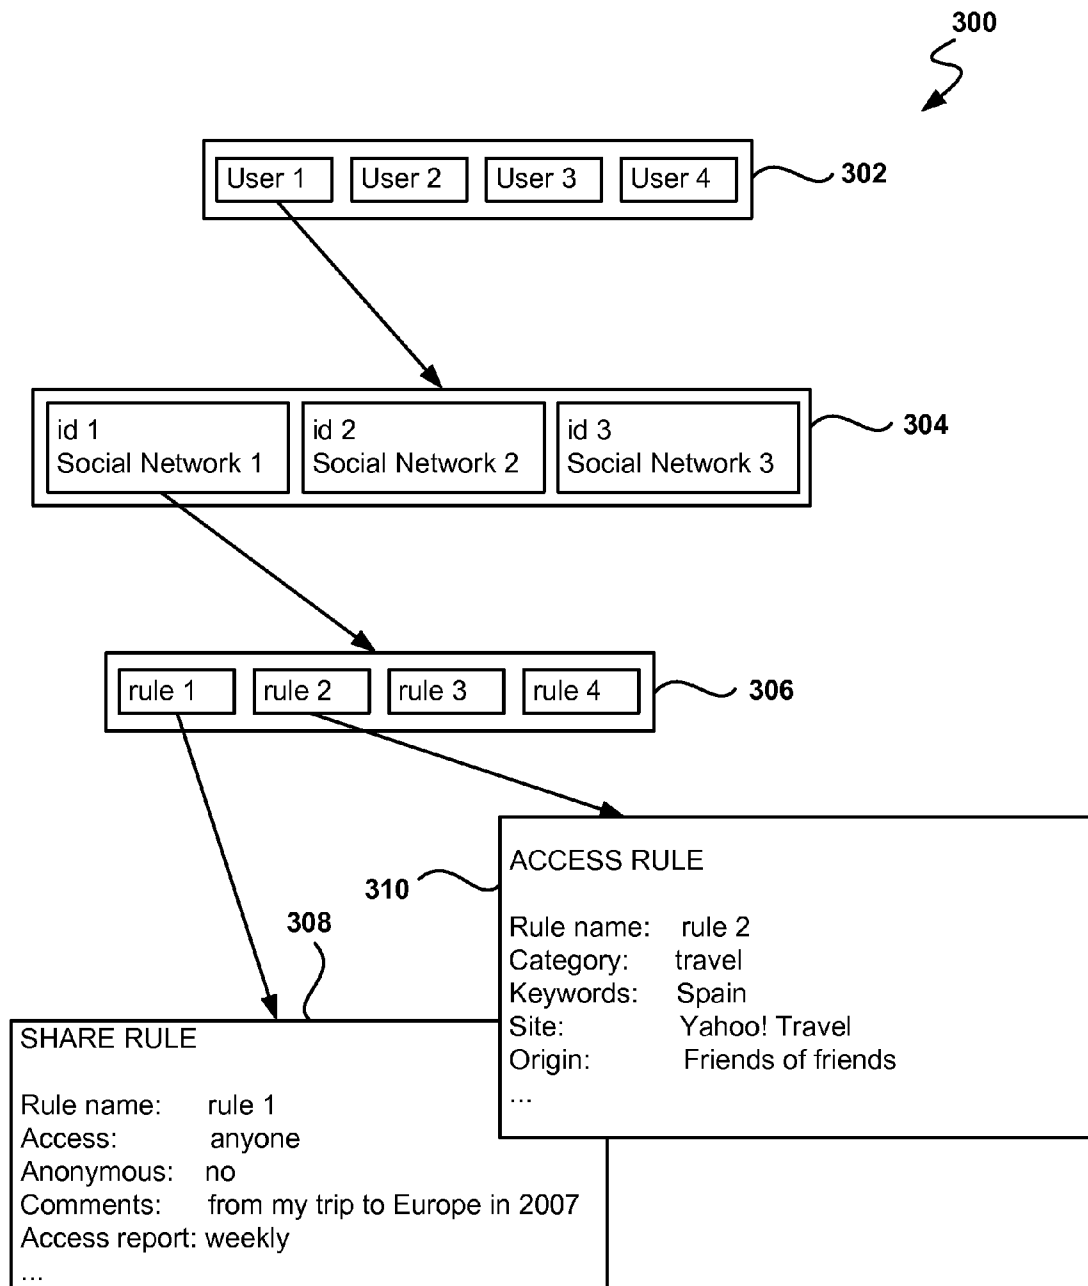 300
User 1 User 2 User 3 User 4
302
id 1 id 2 id 3
Social Network 1 Social Network 2 Social Network 3
304
rule 1 rule 2 rule 3 rule 4
306
310
ACCESS RULE
Rule name: rule 2
Category: travel
Keywords: Spain
Site: Yahoo! Travel
Origin: Friends of friends
...
308
SHARE RULE
Rule name: rule 1
Access: anyone
Anonymous: no
Comments: from my trip to Europe in 2007
Access report: weekly
...